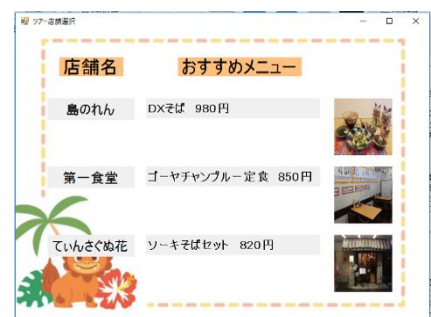 ツアー店舗選択
店舗名 おすすめメニュー
島のれん DXそば 980円
第一食堂 ゴーヤチャンプルー定食 850円
てぃんさぐぬ花 ソーキそばセット 820円